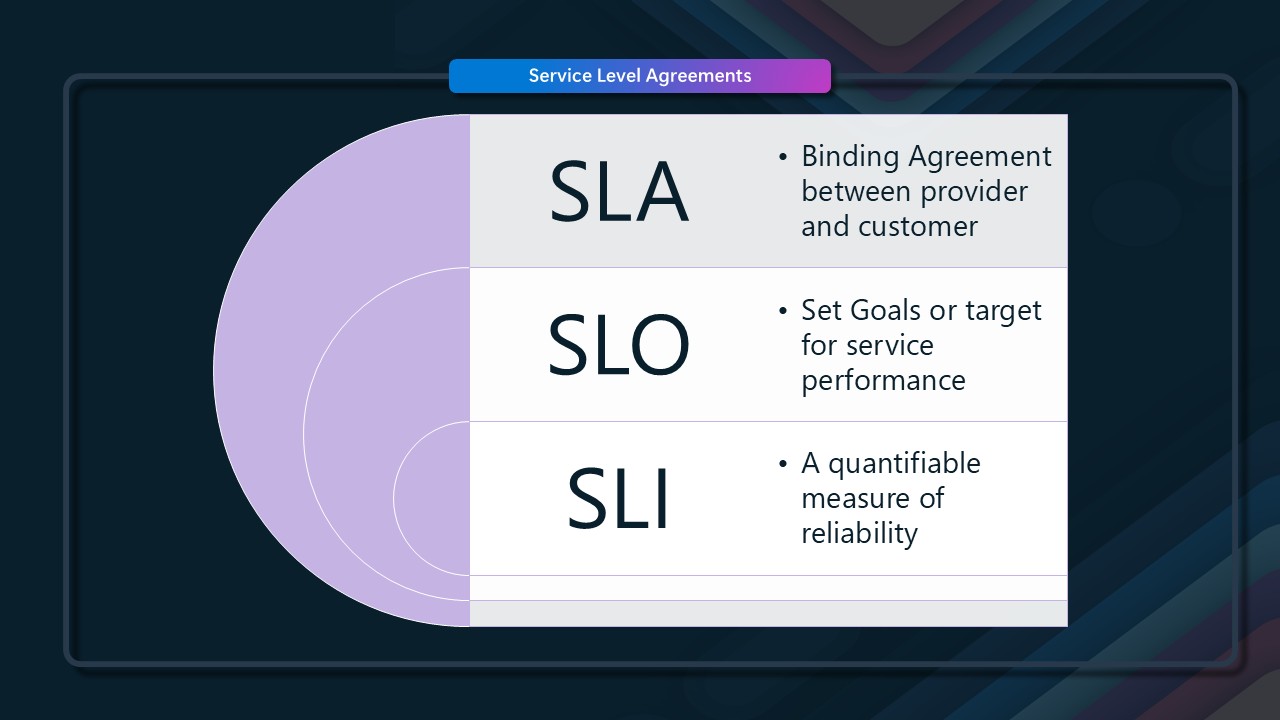 Service Level Agreements
SLA
• Binding Agreement
between provider
and customer
SLO
• Set Goals or target
for service
performance
SLI
• A quantifiable
measure of
reliability